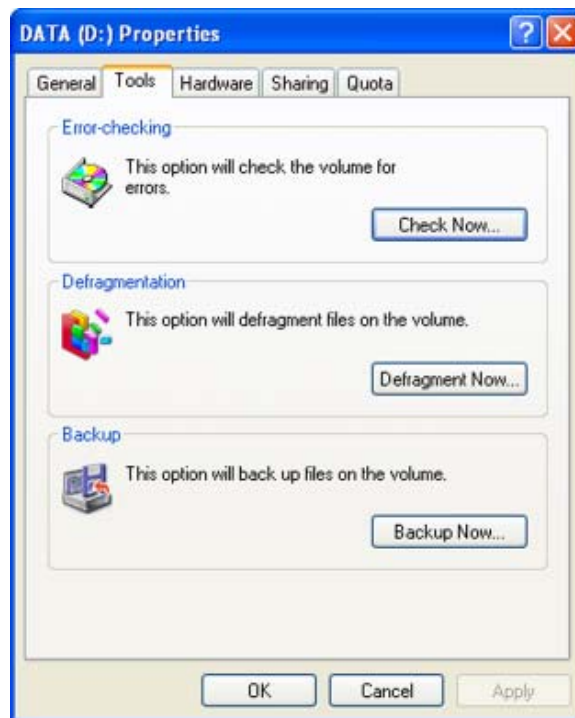 DATA (D:) Properties
General Tools Hardware Sharing Quota
Error-checking
This option will check the volume for
errors.
Check Now...
Defragmentation
This option will defragment files on the volume.
Defragment Now...
Backup
This option will back up files on the volume.
Backup Now...
OK Cancel Apply